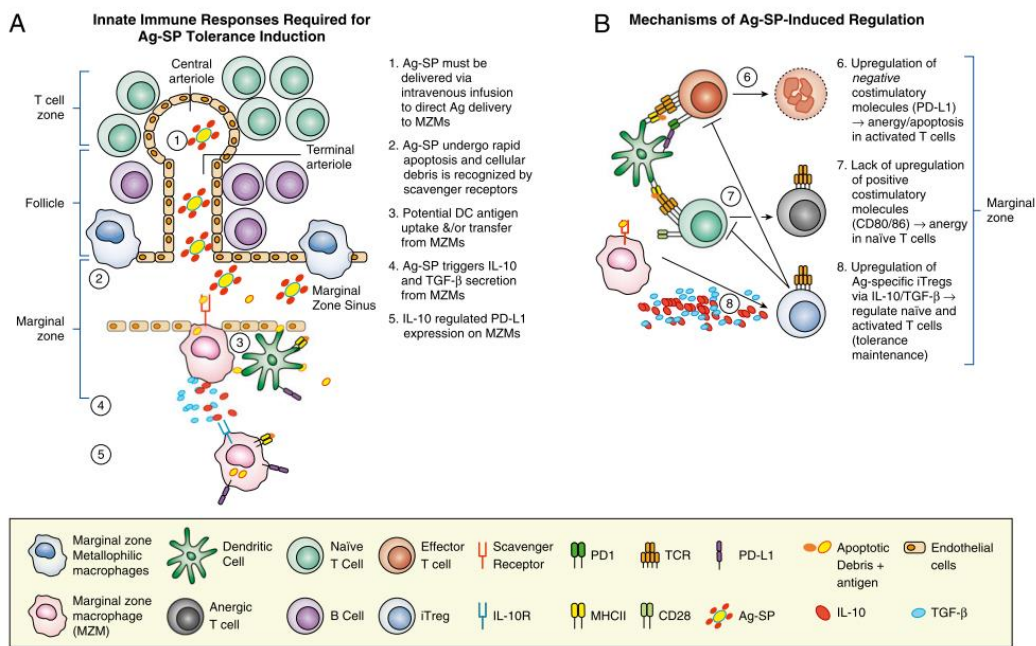 A
Innate Immune Responses Required for
Ag-SP Tolerance Induction
T cell
zone
Follicle
Marginal
zone
Central
arteriole
Terminal
arteriole
Marginal
Zone Sinus
1
2
3
4
5
1. Ag-SP must be
delivered via
intravenous infusion
to direct Ag delivery
to MZMs
2. Ag-SP undergo rapid
apoptosis and cellular
debris is recognized by
scavenger receptors
3. Potential DC antigen
uptake &/or transfer
from MZMs
4. Ag-SP triggers IL-10
and TGF-β secretion
from MZMs
5. IL-10 regulated PD-L1
expression on MZMs
B
Mechanisms of Ag-SP-Induced Regulation
6
7
8
6. Upregulation of
negative
costimulatory
molecules (PD-L1)
→ anergy/apoptosis in
activated T cells
7. Lack of upregulation
of positive
costimulatory
molecules
(CD80/86) → anergy
in naïve T cells
8. Upregulation of
Ag-specific iTregs
via IL-10/TGF-β →
regulate naïve and
activated T cells
(tolerance
maintenance)
Marginal
zone
Marginal zone
Metallophilic
macrophages
Dendritic
Cell
Naïve
T Cell
Effector
T cell
Scavenger
Receptor
PD1
TCR
PD-L1
Apoptotic
Debris +
antigen
Endothelial
cells
Marginal zone
macrophage
(MZM)
Anergic
T cell
B Cell
iTreg
IL-10R
MHCII
CD28
Ag-SP
IL-10
TGF-β